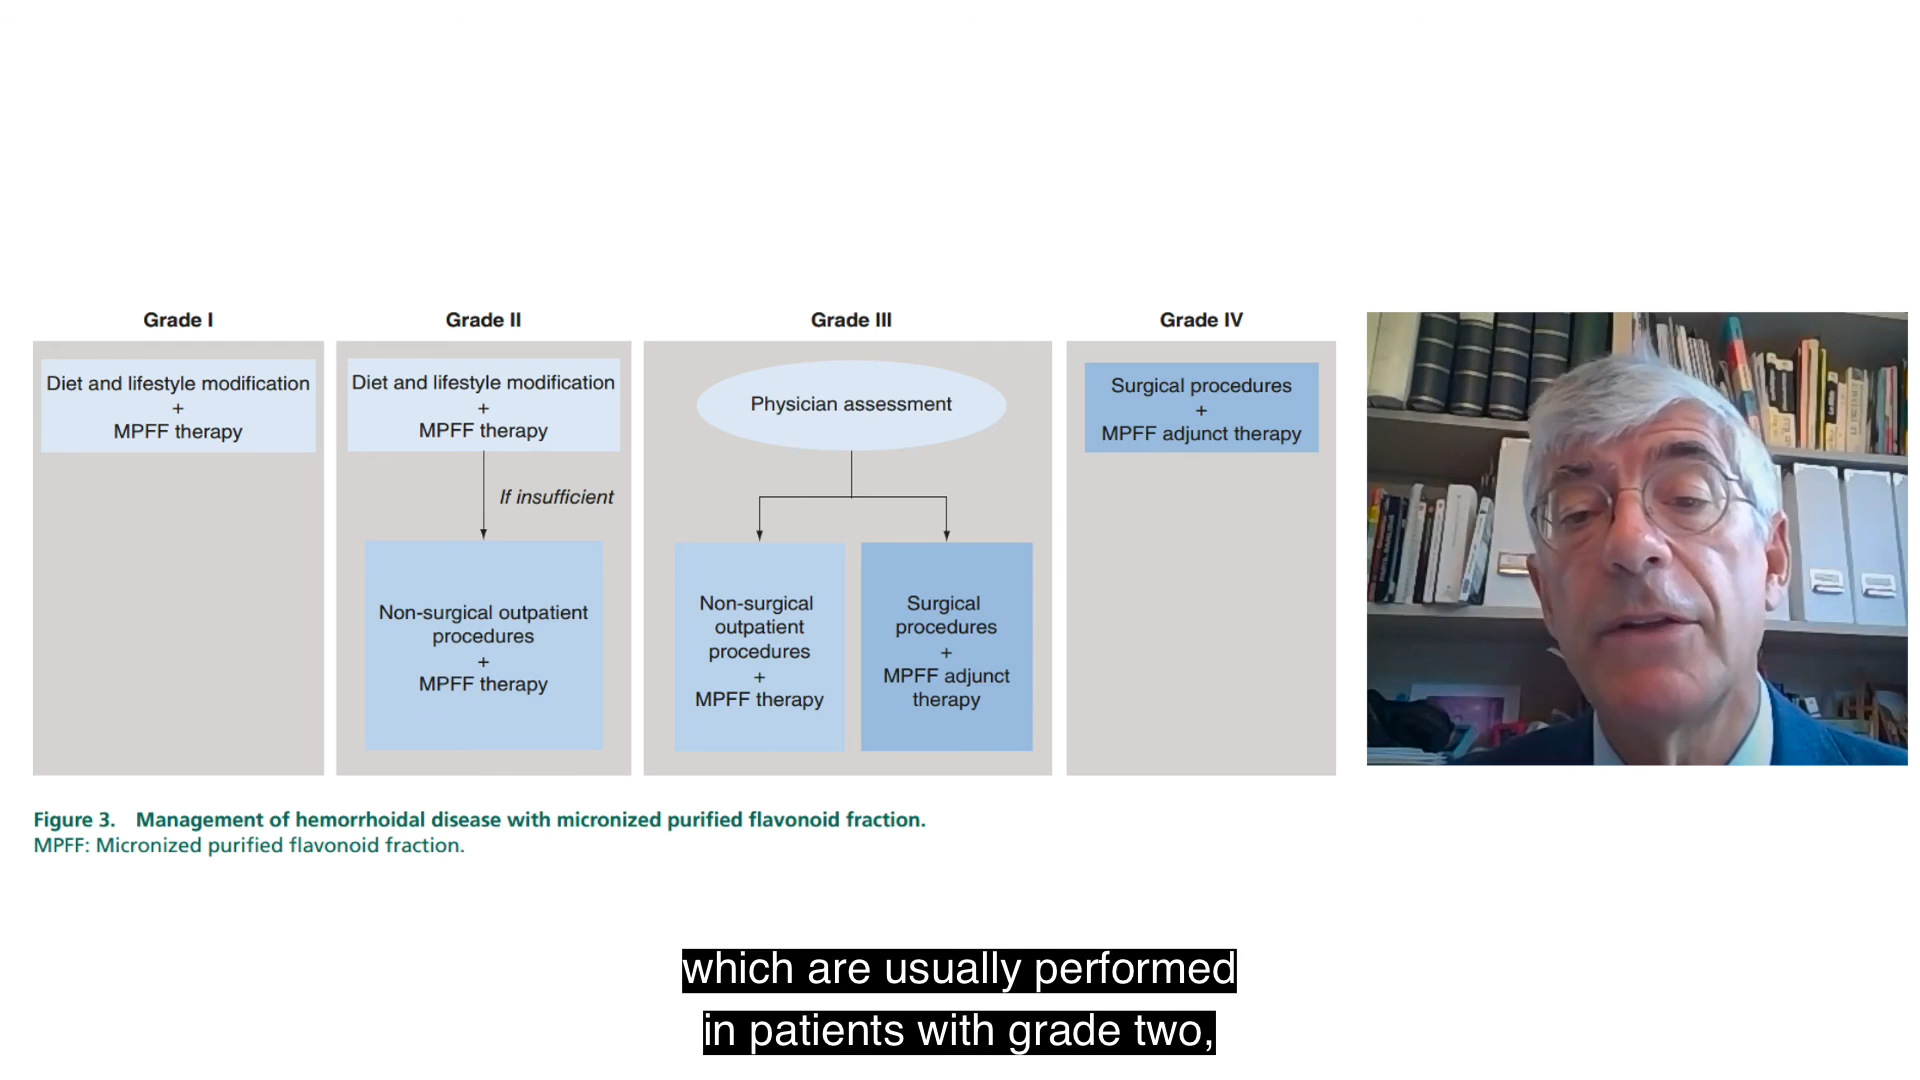 Grade I
Diet and lifestyle modification
+
MPFF therapy
Grade II
Diet and lifestyle modification
+
MPFF therapy
If insufficient
Non-surgical outpatient
procedures
+
MPFF therapy
Grade III
Physician assessment
Non-surgical
outpatient
procedures
+
MPFF therapy
Surgical
procedures
+
MPFF adjunct
therapy
Grade IV
Surgical procedures
+
MPFF adjunct therapy
Figure 3. Management of hemorrhoidal disease with micronized purified flavonoid fraction.
MPFF: Micronized purified flavonoid fraction.
which are usually performed
in patients with grade two,